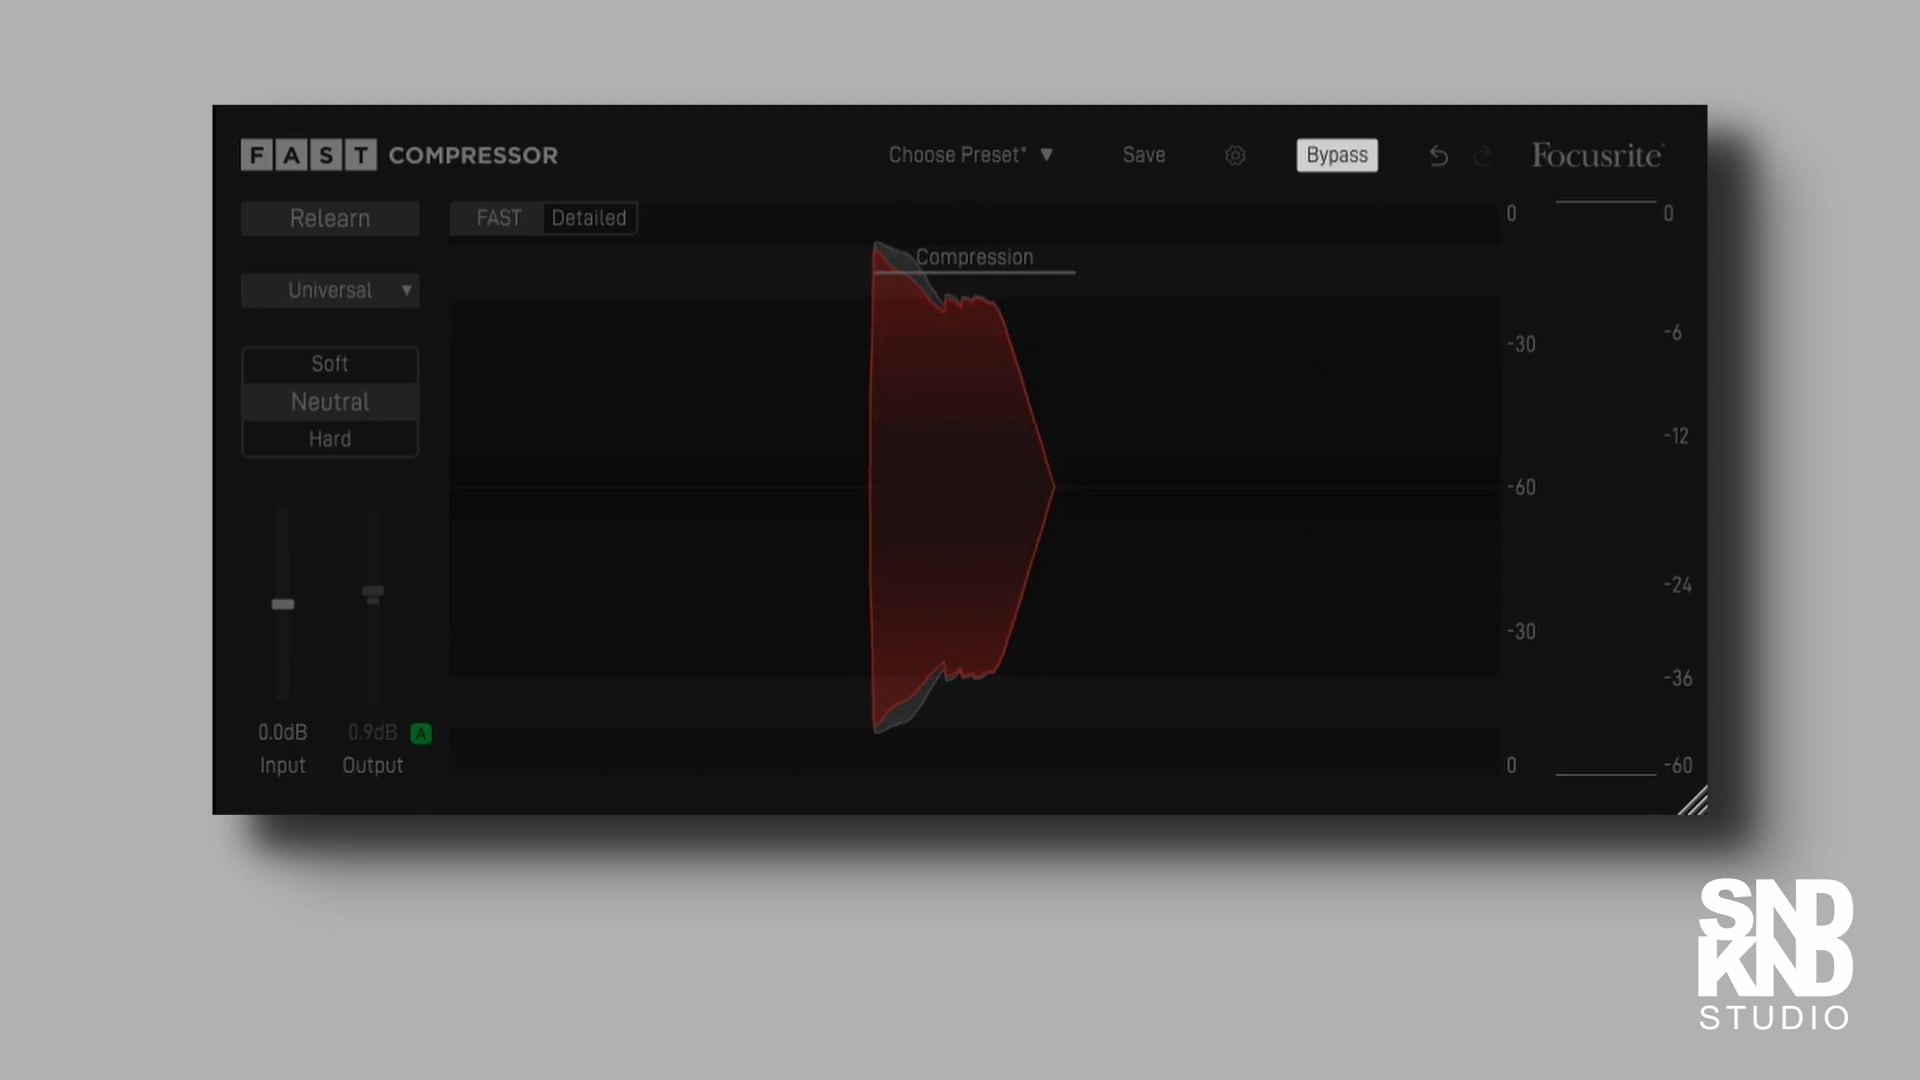 FAST COMPRESSOR
Choose Preset* ▼
Save
Bypass
Focusrite
Relearn
FAST
Detailed
Universal ▼
Soft
Neutral
Hard
Compression
0.0dB
0.9dB
A
Input
Output
0
-30
-60
-30
0
0
-6
-12
-24
-36
-60
SND
KND
STUDIO